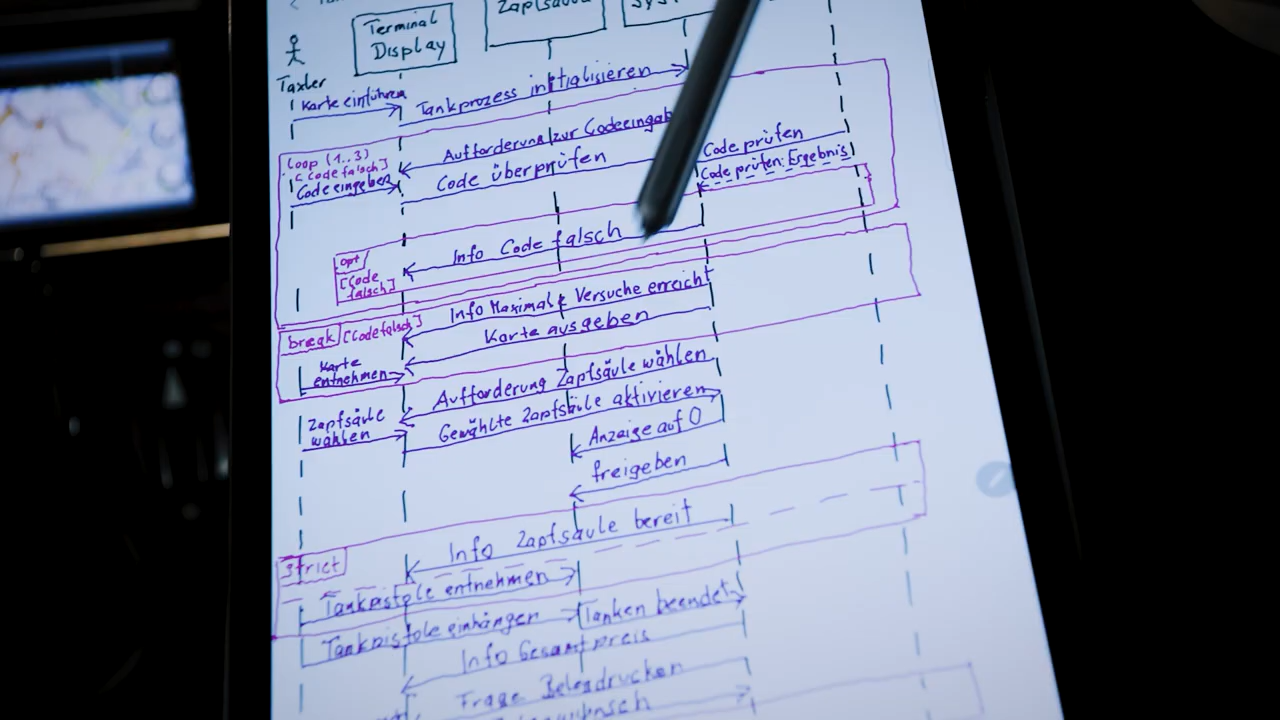 Terminal
Display
Zapfsäule
Taxler
Karte einführen
Tankprozess initialisieren
Aufforderung zur Codeeingabe
loop (1..3)
[Code falsch]
Code eingeben
Code überprüfen
Code prüfen
Code prüfen: Ergebnis
opt
[Code
falsch]
Info Code falsch
Info Maximale Versuche erreicht
break [Code falsch]
Karte ausgeben
Karte
entnehmen
Aufforderung Zapfsäule wählen
Zapfsäule
wählen
Gewählte Zapfsäule aktivieren
Anzeige auf 0
freigeben
strict
Info Zapfsäule bereit
Tankpistole entnehmen
Tankpistole einhängen
Tanken beendet
Info Gesamtpreis
Frage Belegdrucken